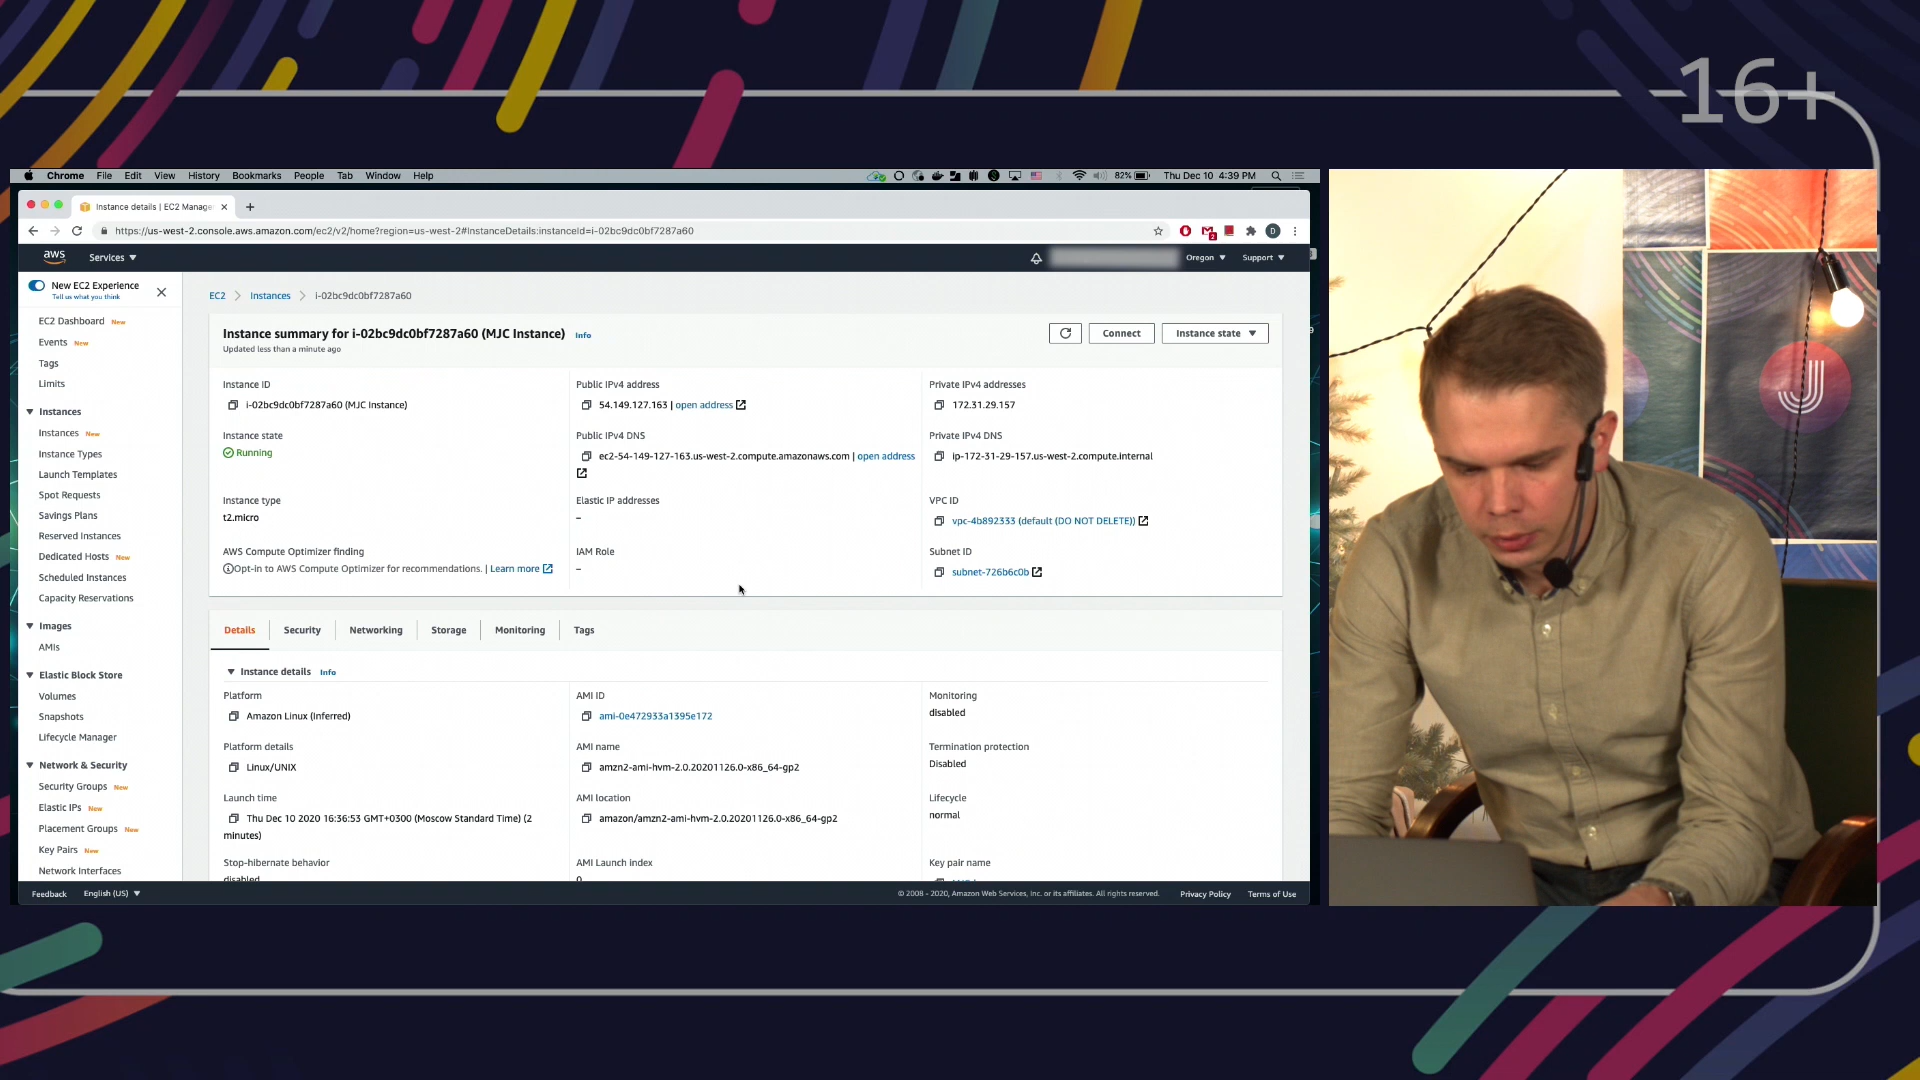 16+
Chrome File Edit View History Bookmarks People Tab Window Help
82% Thu Dec 10 4:39 PM
Instance details | EC2 Manage
https://us-west-2.console.aws.amazon.com/ec2/v2/home?region=us-west-2#InstanceDetails:instanceId=i-02bc9dc0bf7287a60
D
aws Services Oregon Support
New EC2 Experience
Tell us what you think
EC2 Dashboard New
Events New
Tags
Limits
Instances
Instances New
Instance Types
Launch Templates
Spot Requests
Savings Plans
Reserved Instances
Dedicated Hosts New
Scheduled Instances
Capacity Reservations
Images
AMIs
Elastic Block Store
Volumes
Snapshots
Lifecycle Manager
Network & Security
Security Groups New
Elastic IPs New
Placement Groups New
Key Pairs New
Network Interfaces
EC2 > Instances > i-02bc9dc0bf7287a60
Instance summary for i-02bc9dc0bf7287a60 (MJC Instance) Info
Updated less than a minute ago
Connect
Instance state
Instance ID
i-02bc9dc0bf7287a60 (MJC Instance)
Public IPv4 address
54.149.127.163 | open address
Private IPv4 addresses
172.31.29.157
Instance state
Running
Public IPv4 DNS
ec2-54-149-127-163.us-west-2.compute.amazonaws.com | open address
Private IPv4 DNS
ip-172-31-29-157.us-west-2.compute.internal
Instance type
t2.micro
Elastic IP addresses
–
VPC ID
vpc-4b892333 (default (DO NOT DELETE))
AWS Compute Optimizer finding
Opt-in to AWS Compute Optimizer for recommendations. | Learn more
IAM Role
–
Subnet ID
subnet-726b6c0b
Details Security Networking Storage Monitoring Tags
Instance details Info
Platform
Amazon Linux (Inferred)
AMI ID
ami-0e472933a1395e172
Monitoring
disabled
Platform details
Linux/UNIX
AMI name
amzn2-ami-hvm-2.0.20201126.0-x86_64-gp2
Termination protection
Disabled
Launch time
Thu Dec 10 2020 16:36:53 GMT+0300 (Moscow Standard Time) (2
minutes)
AMI location
amazon/amzn2-ami-hvm-2.0.20201126.0-x86_64-gp2
Lifecycle
normal
Stop-hibernate behavior
disabled
AMI Launch index
0
Key pair name
Feedback English (US)
© 2008 - 2020, Amazon Web Services, Inc. or its affiliates. All rights reserved. Privacy Policy Terms of Use